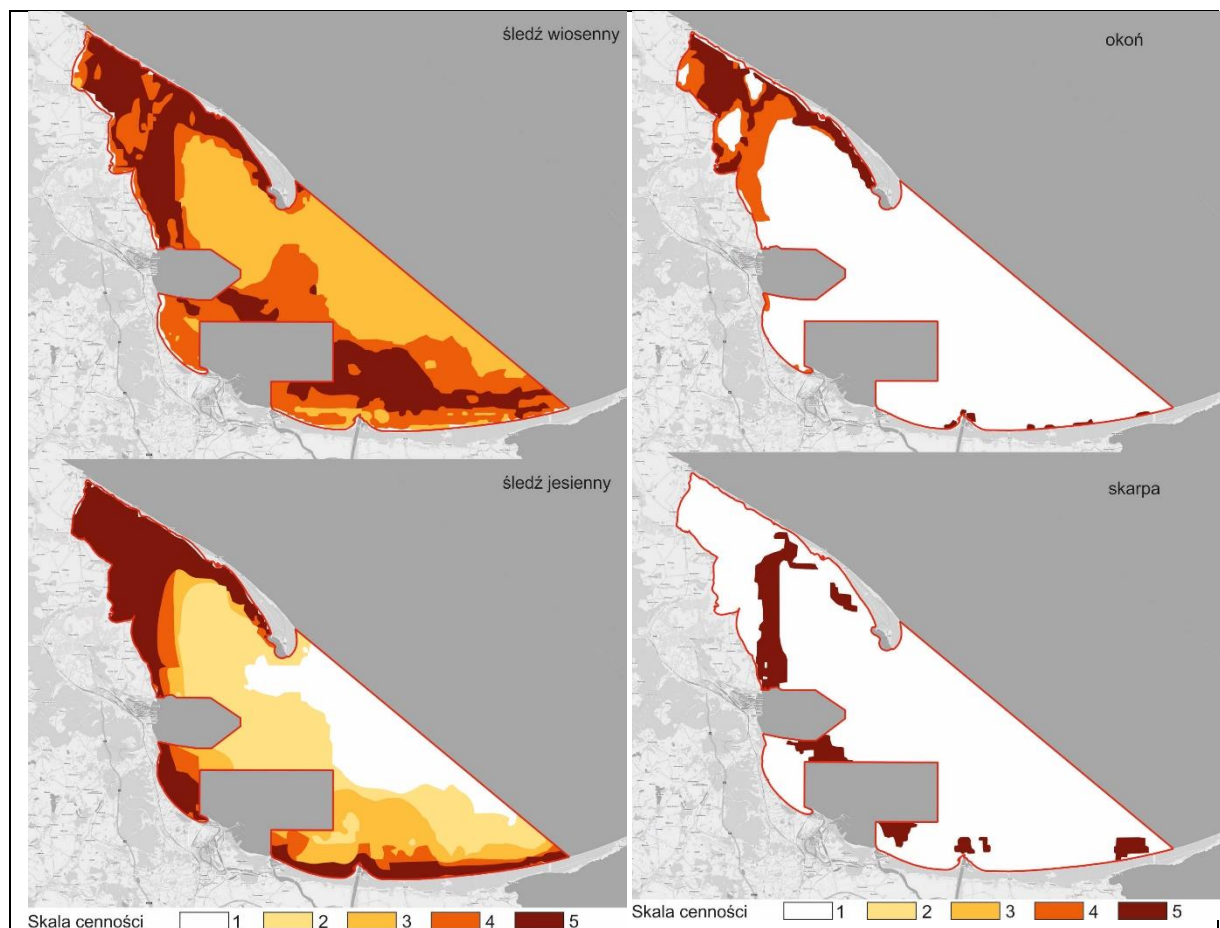 śledź wiosenny
okoń
śledź jesienny
skarpa
Skala cenności 1 2 3 4 5
Skala cenności 1 2 3 4 5